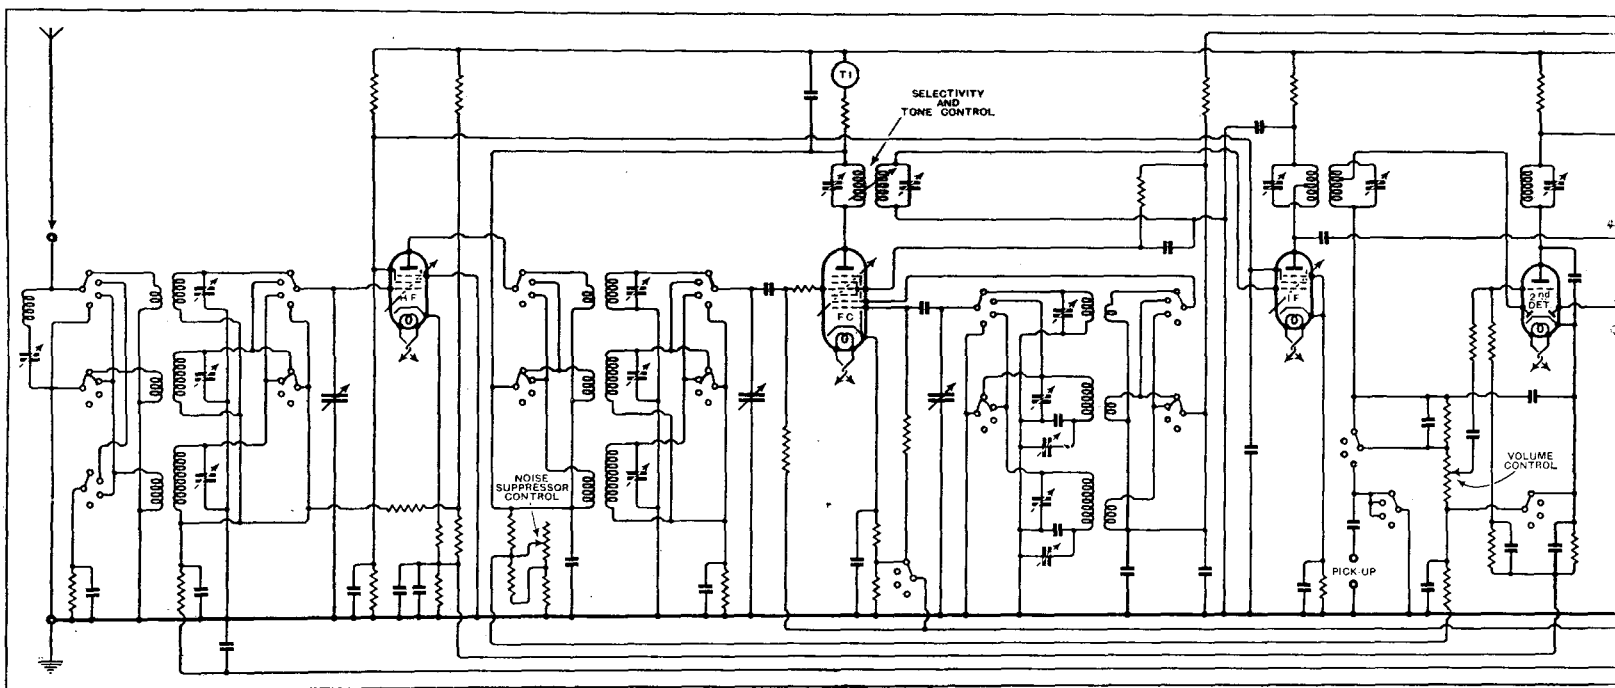 T1
SELECTIVITY
AND
TONE CONTROL
HF
FC
IF
2nd
DET.
NOISE
SUPPRESSOR
CONTROL
VOLUME
CONTROL
PICK-UP